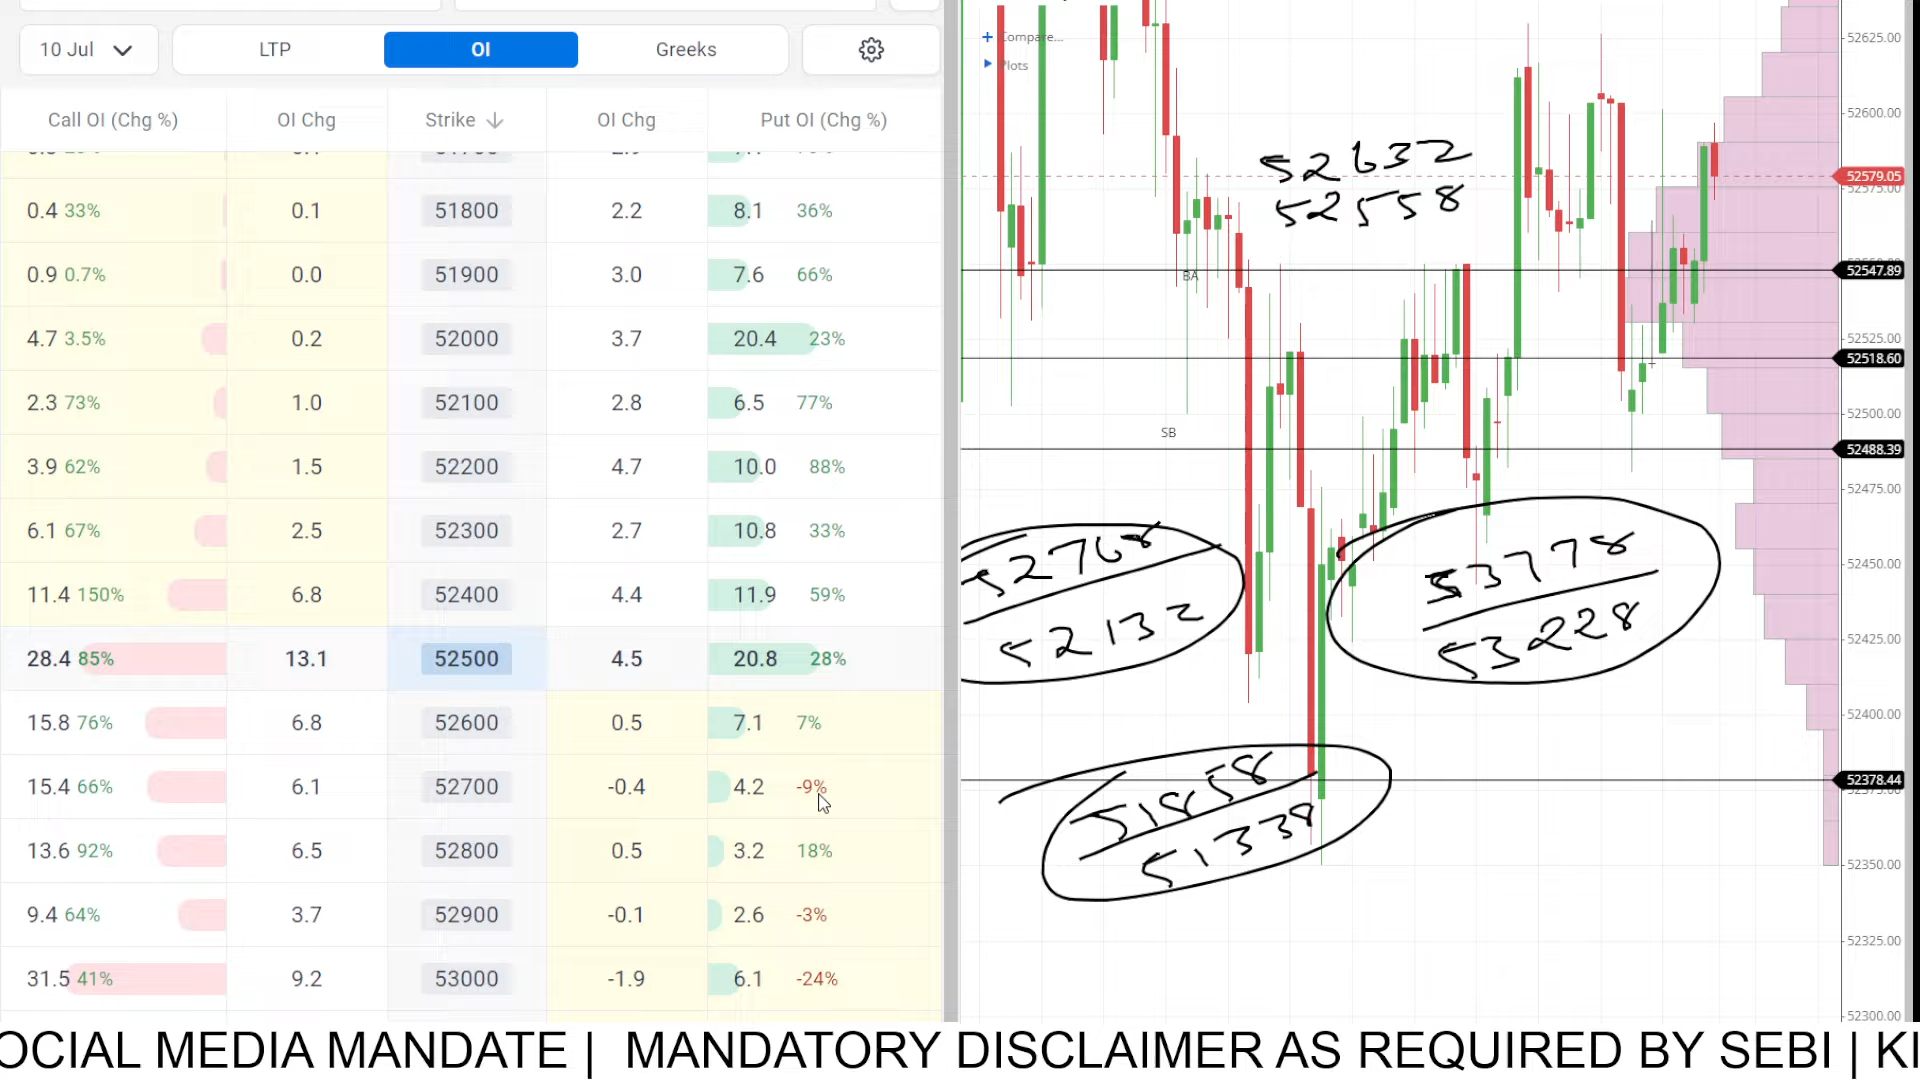 10 Jul
LTP
OI
Greeks
Call OI (Chg %) OI Chg Strike OI Chg Put OI (Chg %)
0.4 33% 0.1 51800 2.2 8.1 36%
0.9 0.7% 0.0 51900 3.0 7.6 66%
4.7 3.5% 0.2 52000 3.7 20.4 23%
2.3 73% 1.0 52100 2.8 6.5 77%
3.9 62% 1.5 52200 4.7 10.0 88%
6.1 67% 2.5 52300 2.7 10.8 33%
11.4 150% 6.8 52400 4.4 11.9 59%
28.4 85% 13.1 52500 4.5 20.8 28%
15.8 76% 6.8 52600 0.5 7.1 7%
15.4 66% 6.1 52700 -0.4 4.2 -9%
13.6 92% 6.5 52800 0.5 3.2 18%
9.4 64% 3.7 52900 -0.1 2.6 -3%
31.5 41% 9.2 53000 -1.9 6.1 -24%
Compare...
Plots
52632
52558
BA
SB
52768
52132
53778
53228
51858
51338
52625.00
52600.00
52579.05
52547.89
52525.00
52518.60
52500.00
52488.39
52475.00
52450.00
52425.00
52400.00
52378.44
52350.00
52325.00
52300.00
OCIAL MEDIA MANDATE | MANDATORY DISCLAIMER AS REQUIRED BY SEBI | KI